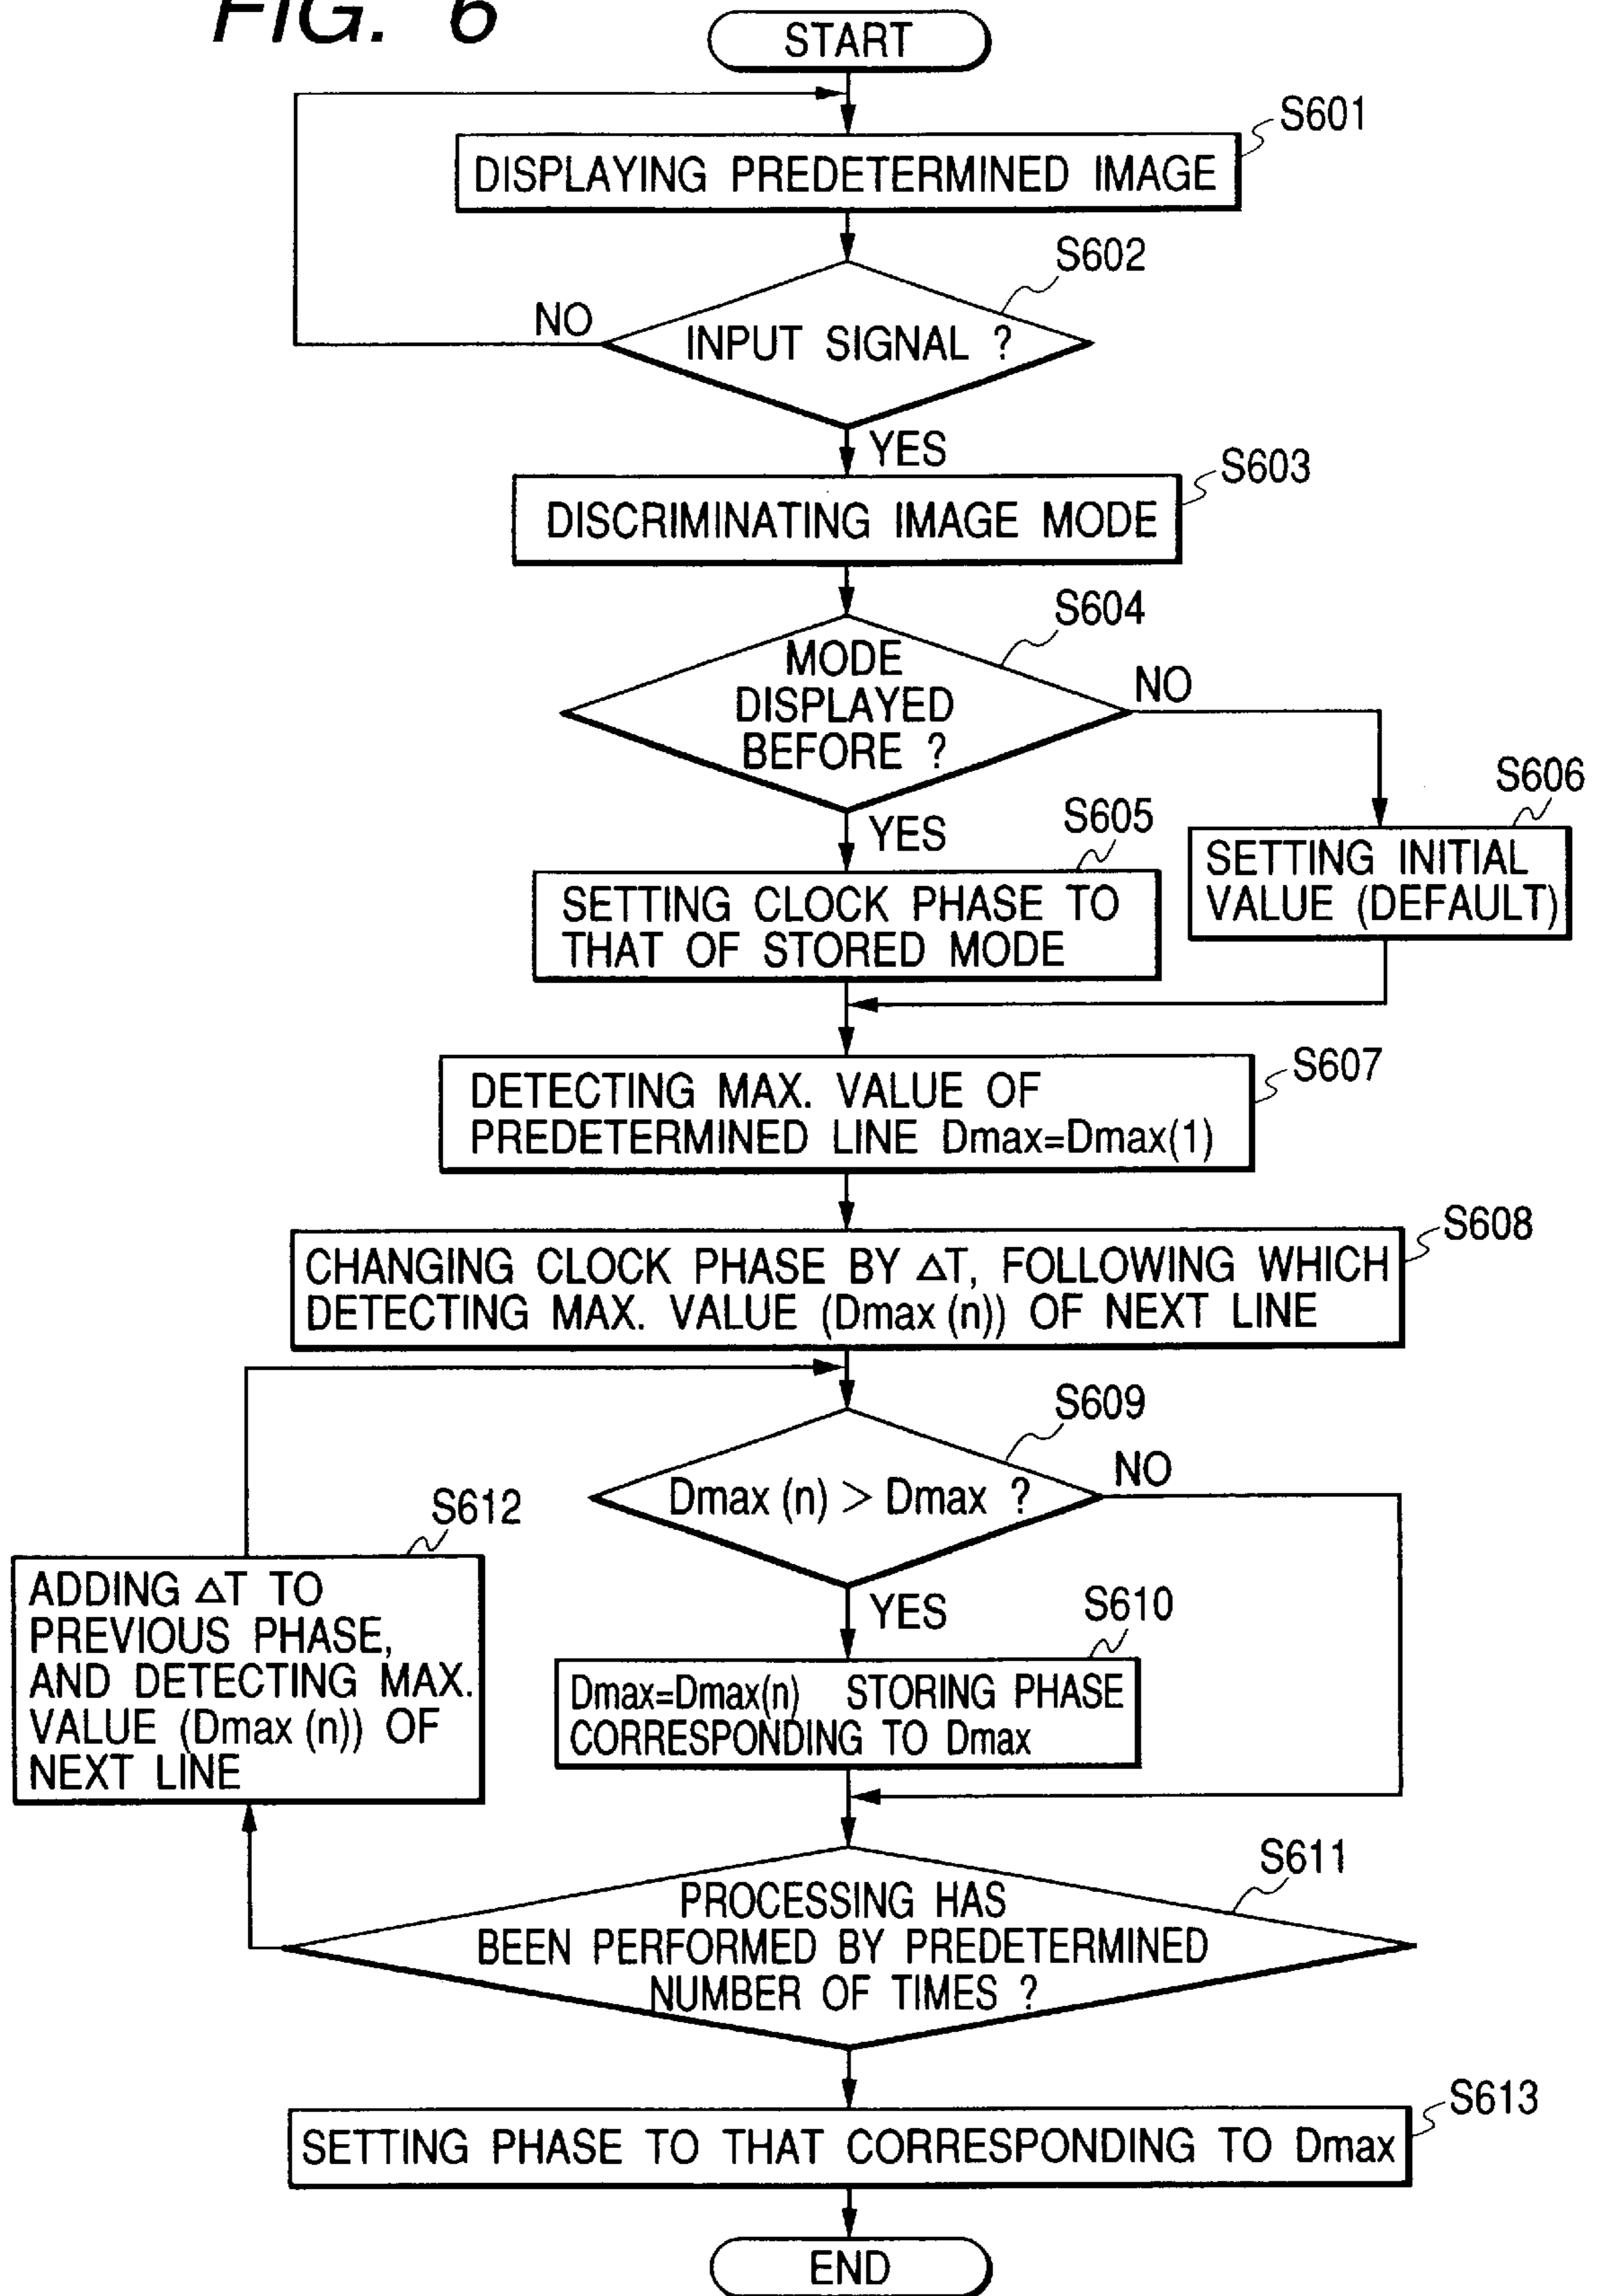 FIG. 6
START
S601
DISPLAYING PREDETERMINED IMAGE
S602
NO
INPUT SIGNAL ?
YES
S603
DISCRIMINATING IMAGE MODE
S604
MODE
DISPLAYED
BEFORE ?
NO
S606
SETTING INITIAL
VALUE (DEFAULT)
YES
S605
SETTING CLOCK PHASE TO
THAT OF STORED MODE
S607
DETECTING MAX. VALUE OF
PREDETERMINED LINE Dmax=Dmax(1)
S608
CHANGING CLOCK PHASE BY ΔT, FOLLOWING WHICH
DETECTING MAX. VALUE (Dmax (n)) OF NEXT LINE
S609
Dmax (n) > Dmax ?
NO
S612
ADDING ΔT TO
PREVIOUS PHASE,
AND DETECTING MAX.
VALUE (Dmax (n)) OF
NEXT LINE
YES
S610
Dmax=Dmax(n) STORING PHASE
CORRESPONDING TO Dmax
S611
PROCESSING HAS
BEEN PERFORMED BY PREDETERMINED
NUMBER OF TIMES ?
S613
SETTING PHASE TO THAT CORRESPONDING TO Dmax
END